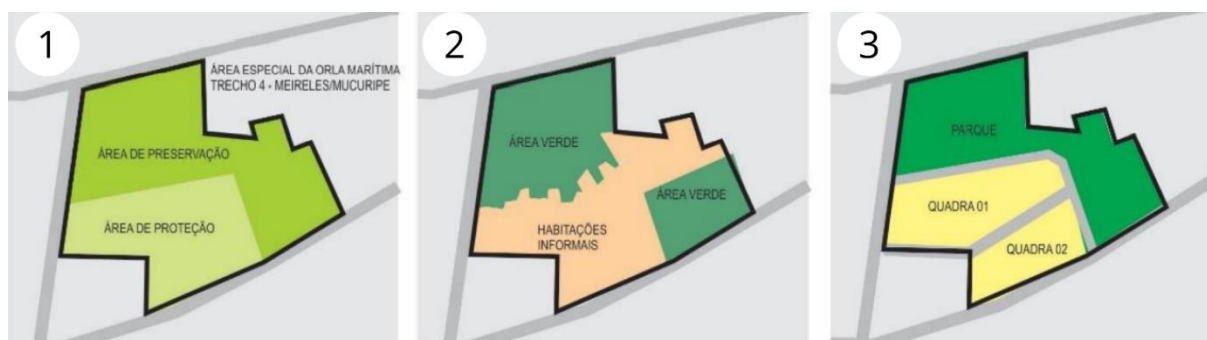 1
ÁREA ESPECIAL DA ORLA MARÍTIMA
TRECHO 4 - MEIRELES/MUCURIPE
ÁREA DE PRESERVAÇÃO
ÁREA DE PROTEÇÃO
2
ÁREA VERDE
ÁREA VERDE
HABITAÇÕES
INFORMAIS
3
PARQUE
QUADRA 01
QUADRA 02